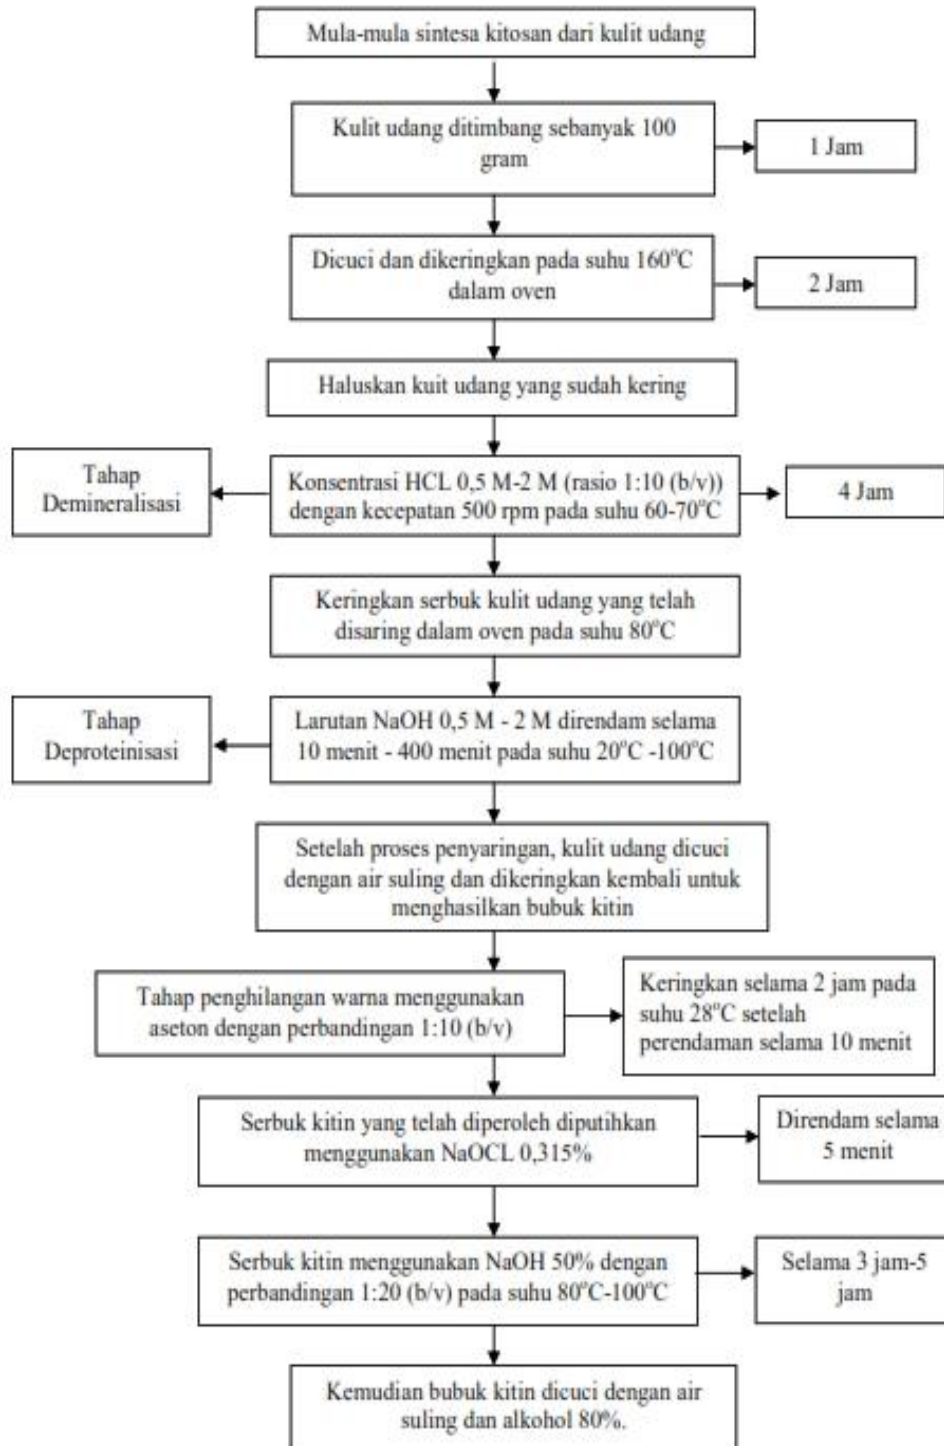 Mula-mula sintesa kitosan dari kulit udang
Kulit udang ditimbang sebanyak 100
gram
1 Jam
Dicuci dan dikeringkan pada suhu 160°C
dalam oven
2 Jam
Haluskan kuit udang yang sudah kering
Tahap
Demineralisasi
Konsentrasi HCL 0,5 M-2 M (rasio 1:10 (b/v))
dengan kecepatan 500 rpm pada suhu 60-70°C
4 Jam
Keringkan serbuk kulit udang yang telah
disaring dalam oven pada suhu 80°C
Tahap
Deproteinisasi
Larutan NaOH 0,5 M - 2 M direndam selama
10 menit - 400 menit pada suhu 20°C -100°C
Setelah proses penyaringan, kulit udang dicuci
dengan air suling dan dikeringkan kembali untuk
menghasilkan bubuk kitin
Tahap penghilangan warna menggunakan
aseton dengan perbandingan 1:10 (b/v)
Keringkan selama 2 jam pada
suhu 28°C setelah
perendaman selama 10 menit
Serbuk kitin yang telah diperoleh diputihkan
menggunakan NaOCL 0,315%
Direndam selama
5 menit
Serbuk kitin menggunakan NaOH 50% dengan
perbandingan 1:20 (b/v) pada suhu 80°C-100°C
Selama 3 jam-5
jam
Kemudian bubuk kitin dicuci dengan air
suling dan alkohol 80%.